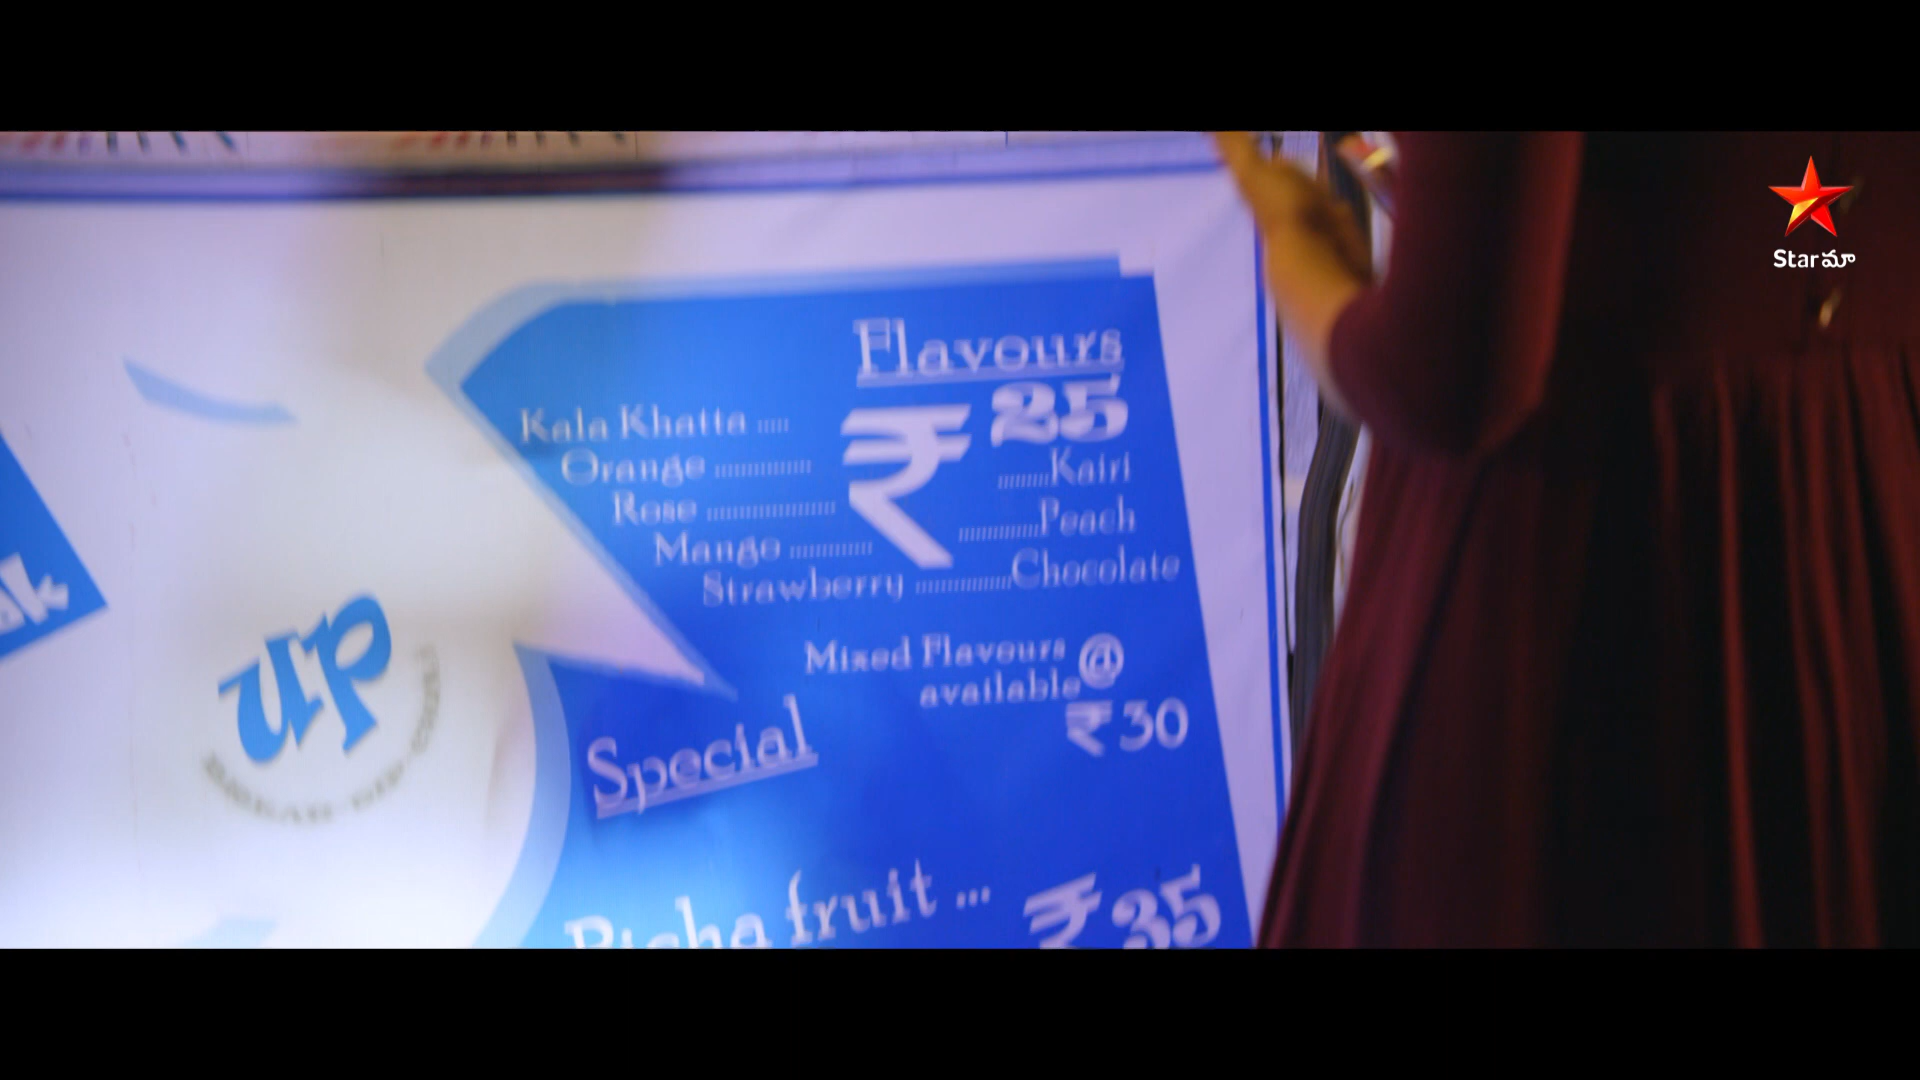 Starమా
Flavours
₹ 25
Kala Khatta .....
Orange ...............
Rose ....................
Mango .............
Strawberry ...............
.........Kairi
..............Peach
Chocolate
Mixed Flavours @
available
₹ 30
Special
fruit ... ₹ 35
up